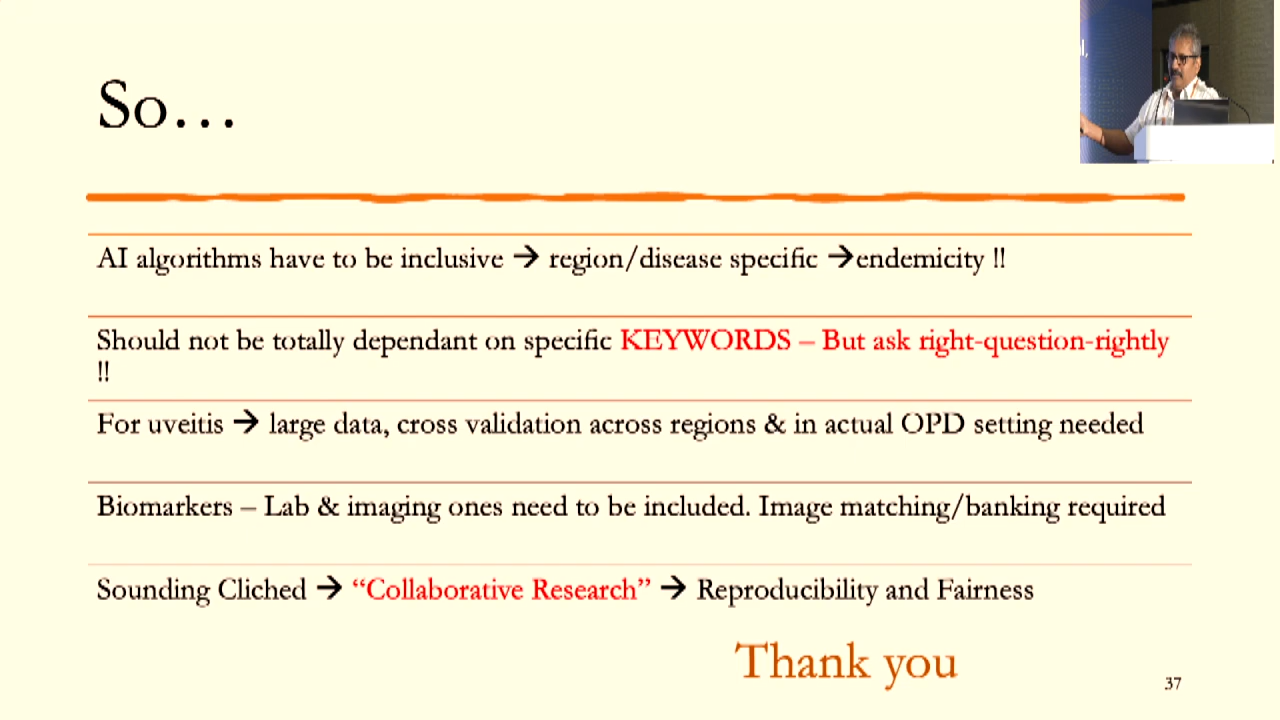 So...
AI algorithms have to be inclusive → region/disease specific →endemicity !!
Should not be totally dependant on specific KEYWORDS – But ask right-question-rightly
!!
For uveitis → large data, cross validation across regions & in actual OPD setting needed
Biomarkers – Lab & imaging ones need to be included. Image matching/banking required
Sounding Cliched → “Collaborative Research” → Reproducibility and Fairness
Thank you
37